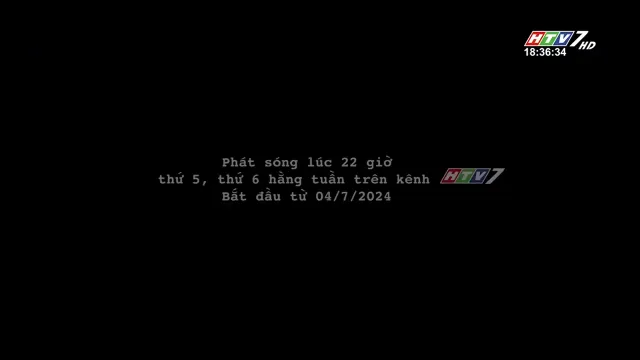 HTV7 HD
18:36:34
Phát sóng lúc 22 giờ
thứ 5, thứ 6 hằng tuần trên kênh HTV7
Bắt đầu từ 04/7/2024